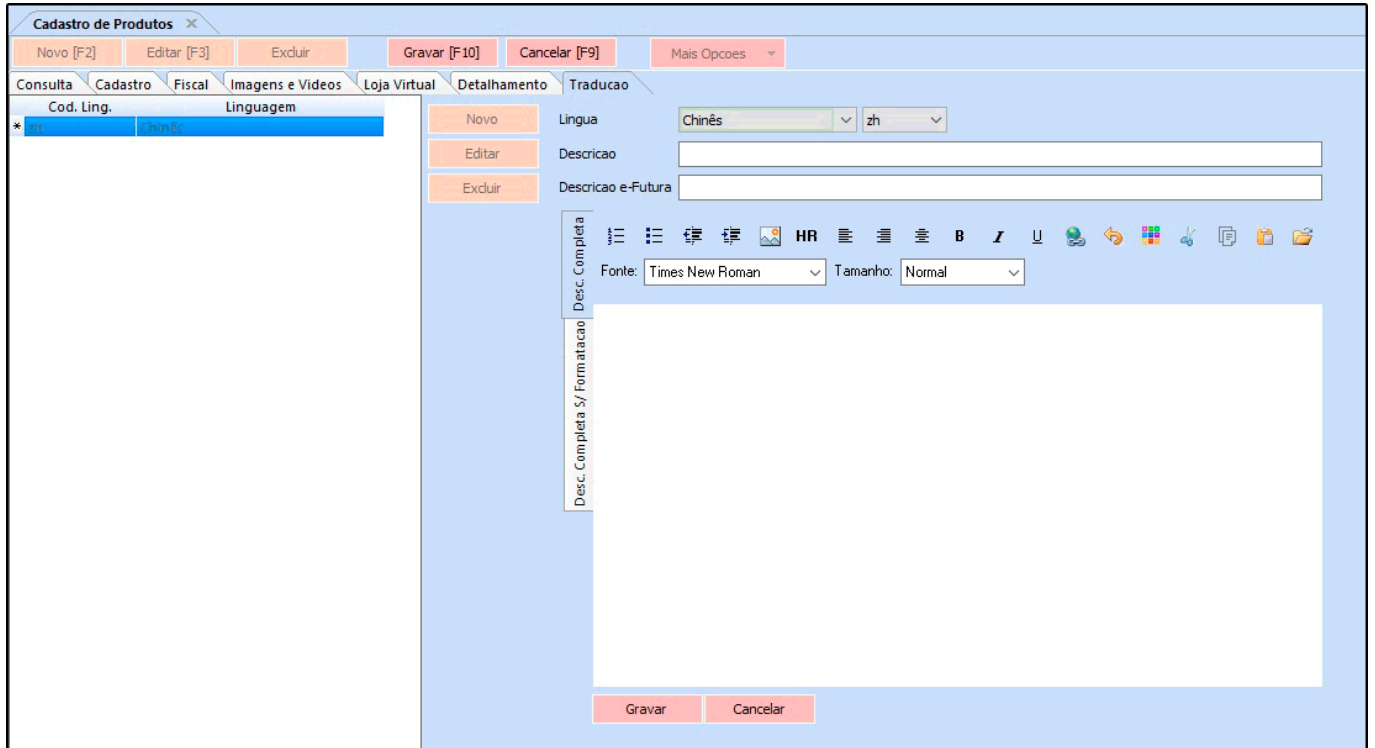 Cadastro de Produtos
Novo [F2] Editar [F3] Excluir Gravar [F10] Cancelar [F9] Mais Opcoes
Consulta Cadastro Fiscal Imagens e Videos Loja Virtual Detalhamento Traducao
Cod. Ling. Linguagem
* zh Chinês
Novo
Editar
Excluir
Lingua Chinês zh
Descricao
Descricao e-Futura
Desc. Completa
Desc. Completa S/ Formatacao
HR B I U
Fonte: Times New Roman Tamanho: Normal
Gravar Cancelar